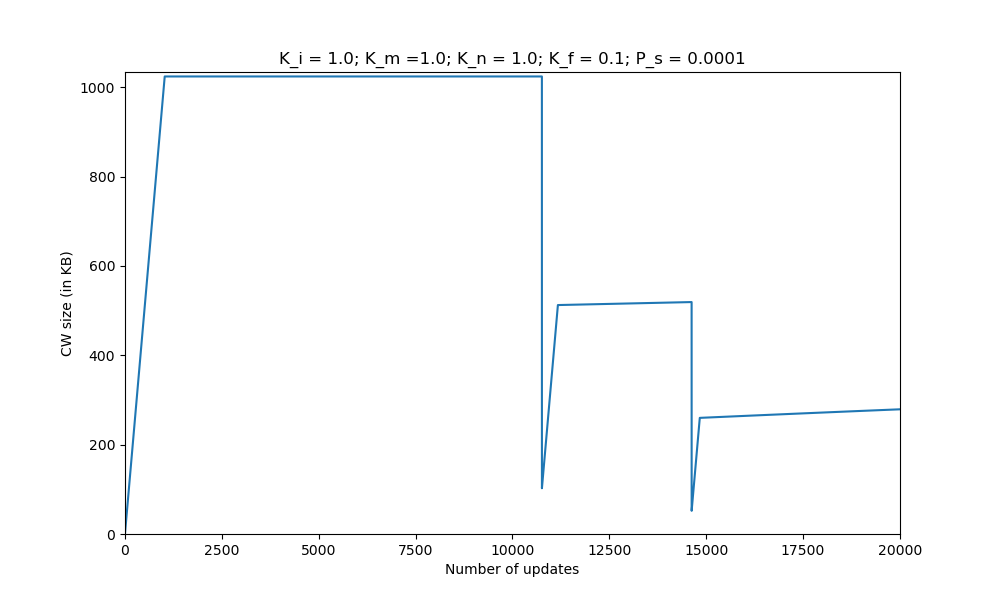 K_i = 1.0; K_m =1.0; K_n = 1.0; K_f = 0.1; P_s = 0.0001
1000
800
600
400
200
0
CW size (in KB)
0 2500 5000 7500 10000 12500 15000 17500 20000
Number of updates